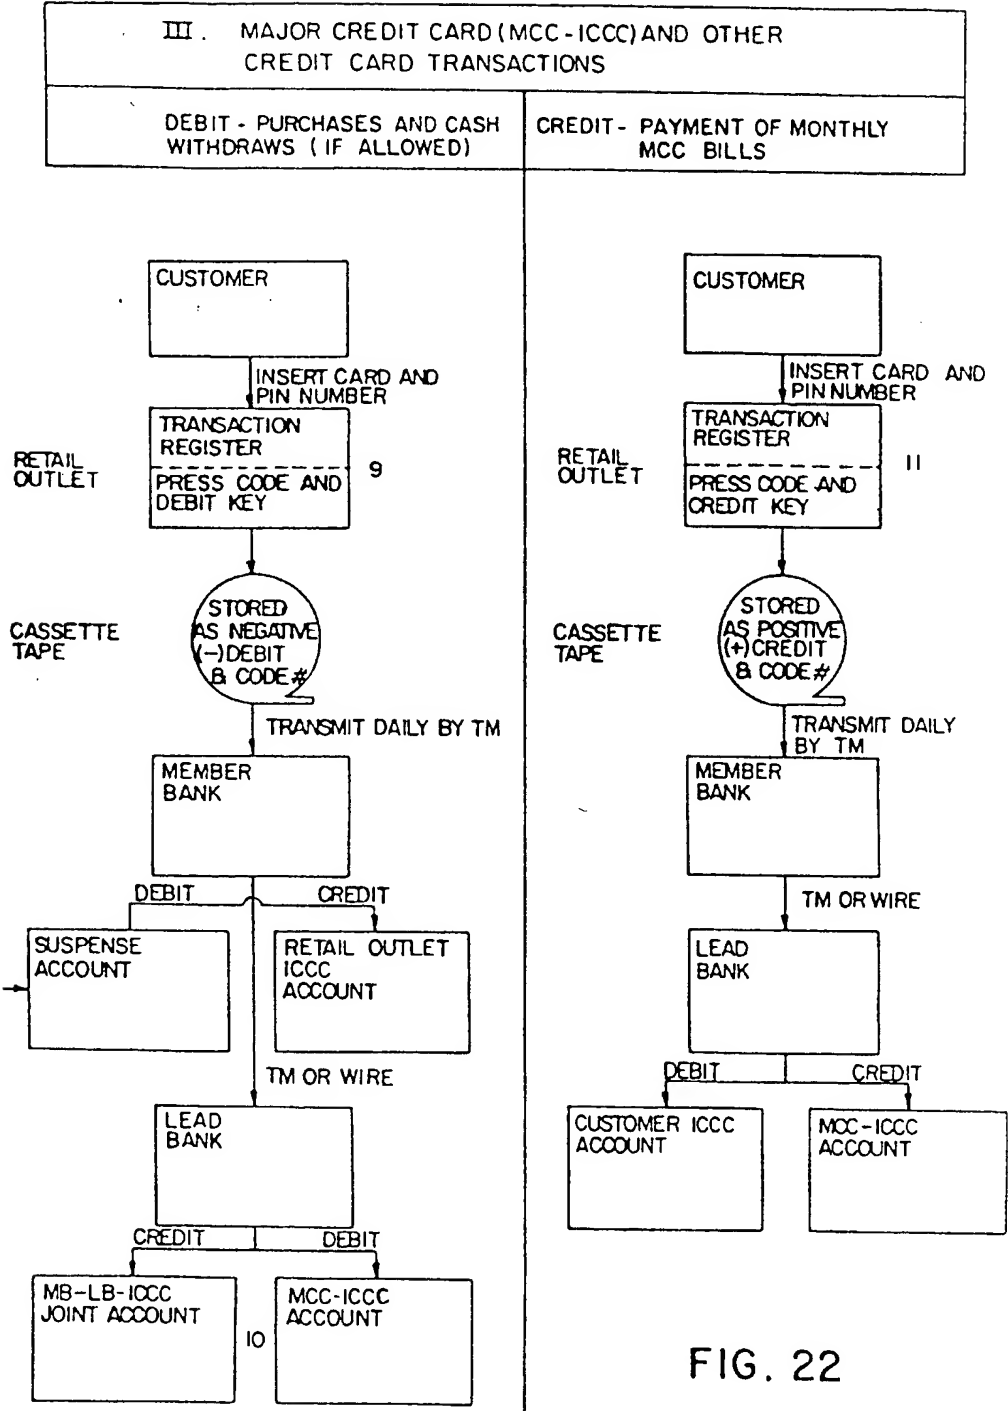 III. MAJOR CREDIT CARD (MCC-ICCC) AND OTHER
CREDIT CARD TRANSACTIONS
DEBIT - PURCHASES AND CASH
WITHDRAWS (IF ALLOWED)
CUSTOMER
INSERT CARD AND
PIN NUMBER
RETAIL
OUTLET
TRANSACTION
REGISTER
PRESS CODE AND
DEBIT KEY
9
CASSETTE
TAPE
STORED
AS NEGATIVE
(-) DEBIT
& CODE #
TRANSMIT DAILY BY TM
MEMBER
BANK
DEBIT
CREDIT
SUSPENSE
ACCOUNT
RETAIL OUTLET
ICCC
ACCOUNT
TM OR WIRE
LEAD
BANK
CREDIT
DEBIT
MB-LB-ICCC
JOINT ACCOUNT
10
MCC-ICCC
ACCOUNT
CREDIT - PAYMENT OF MONTHLY
MCC BILLS
CUSTOMER
INSERT CARD AND
PIN NUMBER
RETAIL
OUTLET
TRANSACTION
REGISTER
PRESS CODE AND
CREDIT KEY
11
CASSETTE
TAPE
STORED
AS POSITIVE
(+) CREDIT
& CODE #
TRANSMIT DAILY
BY TM
MEMBER
BANK
TM OR WIRE
LEAD
BANK
DEBIT
CREDIT
CUSTOMER ICCC
ACCOUNT
MCC-ICCC
ACCOUNT
FIG. 22